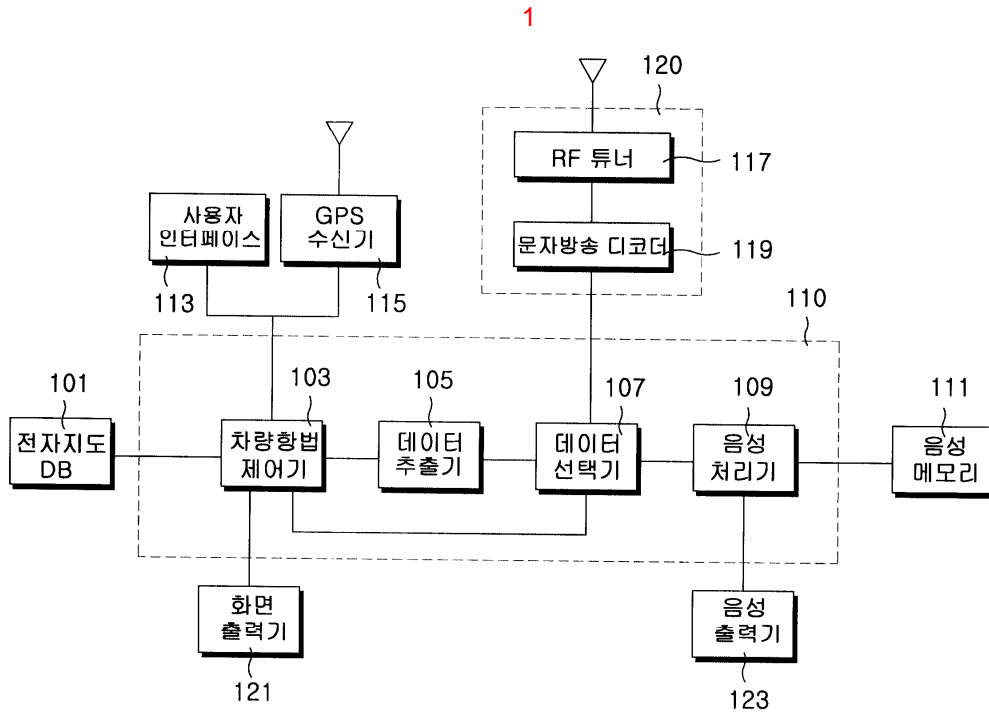 1
120
RF 튜너
117
문자방송 디코더
119
사용자
인터페이스
113
GPS
수신기
115
110
101
전자지도
DB
103
차량항법
제어기
105
데이터
추출기
107
데이터
선택기
109
음성
처리기
111
음성
메모리
화면
출력기
121
음성
출력기
123